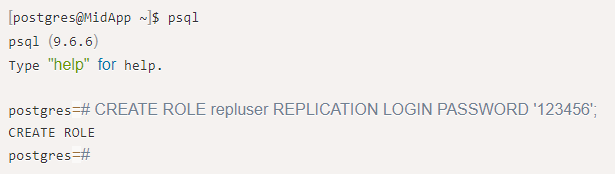 [postgres@MidApp ~]$ psql
psql (9.6.6)
Type "help" for help.
postgres=# CREATE ROLE repluser REPLICATION LOGIN PASSWORD '123456';
CREATE ROLE
postgres=#